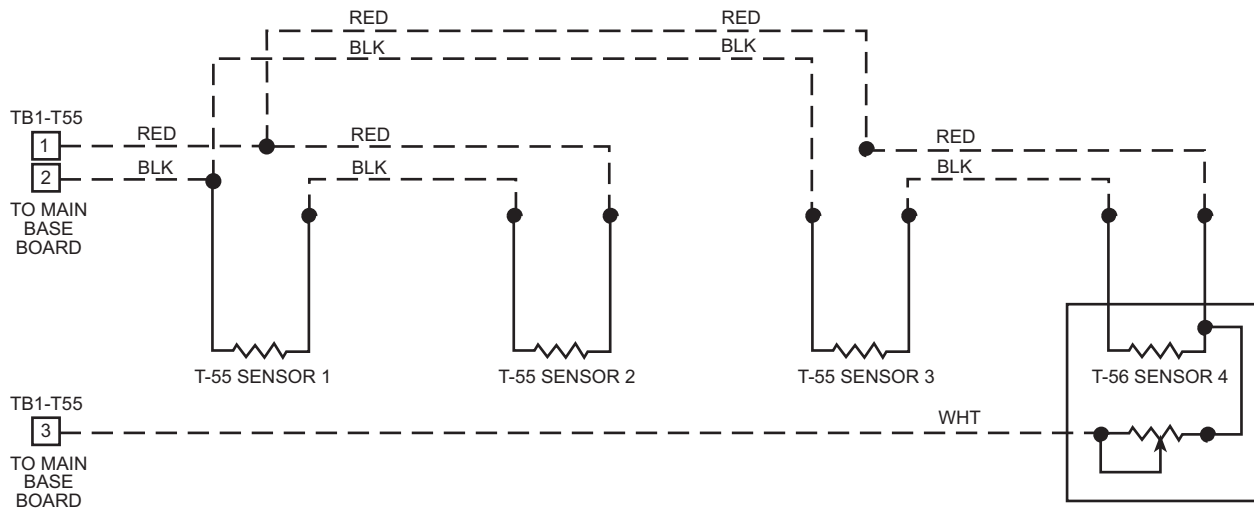 RED
RED
BLK
BLK
TB1-T55
1
RED
RED
RED
2
BLK
BLK
BLK
TO MAIN
BASE
BOARD
T-55 SENSOR 1
T-55 SENSOR 2
T-55 SENSOR 3
T-56 SENSOR 4
TB1-T55
3
WHT
TO MAIN
BASE
BOARD